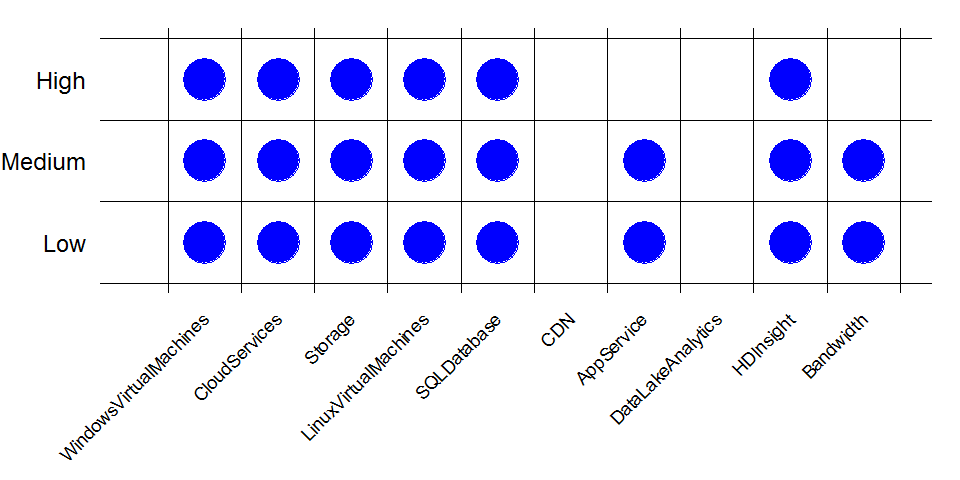 High
Medium
Low
WindowsVirtualMachines
CloudServices
Storage
LinuxVirtualMachines
SQLDatabase
CDN
AppService
DataLakeAnalytics
HDInsight
Bandwidth